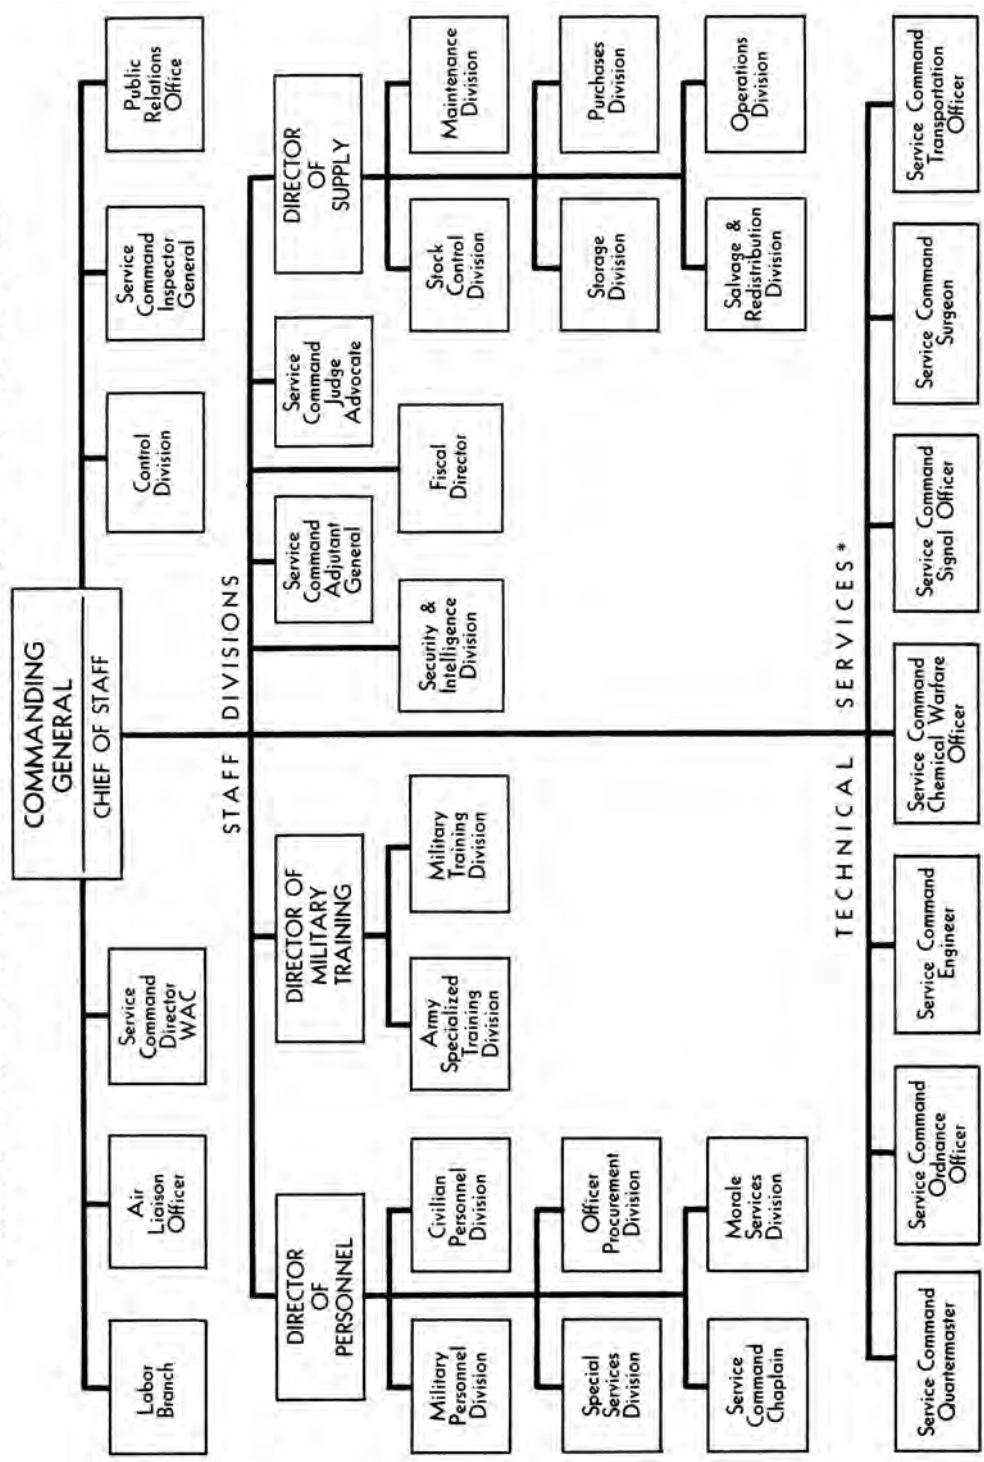 COMMANDING
GENERAL
CHIEF OF STAFF
Labor
Branch
Air
Liaison
Officer
Service
Command
Director
WAC
Control
Division
Service
Command
Inspector
General
Public
Relations
Office
STAFF DIVISIONS
DIRECTOR
OF
PERSONNEL
Military
Personnel
Division
Civilian
Personnel
Division
Special
Services
Division
Officer
Procurement
Division
Service
Command
Chaplain
Morale
Services
Division
DIRECTOR OF
MILITARY
TRAINING
Army
Specialized
Training
Division
Military
Training
Division
Security &
Intelligence
Division
Service
Command
Adjutant
General
Fiscal
Director
Service
Command
Judge
Advocate
DIRECTOR
OF
SUPPLY
Stock
Control
Division
Maintenance
Division
Storage
Division
Purchases
Division
Salvage &
Redistribution
Division
Operations
Division
TECHNICAL SERVICES*
Service Command
Quartermaster
Service Command
Ordnance
Officer
Service Command
Engineer
Service Command
Chemical Warfare
Officer
Service Command
Signal Officer
Service Command
Surgeon
Service Command
Transportation
Officer